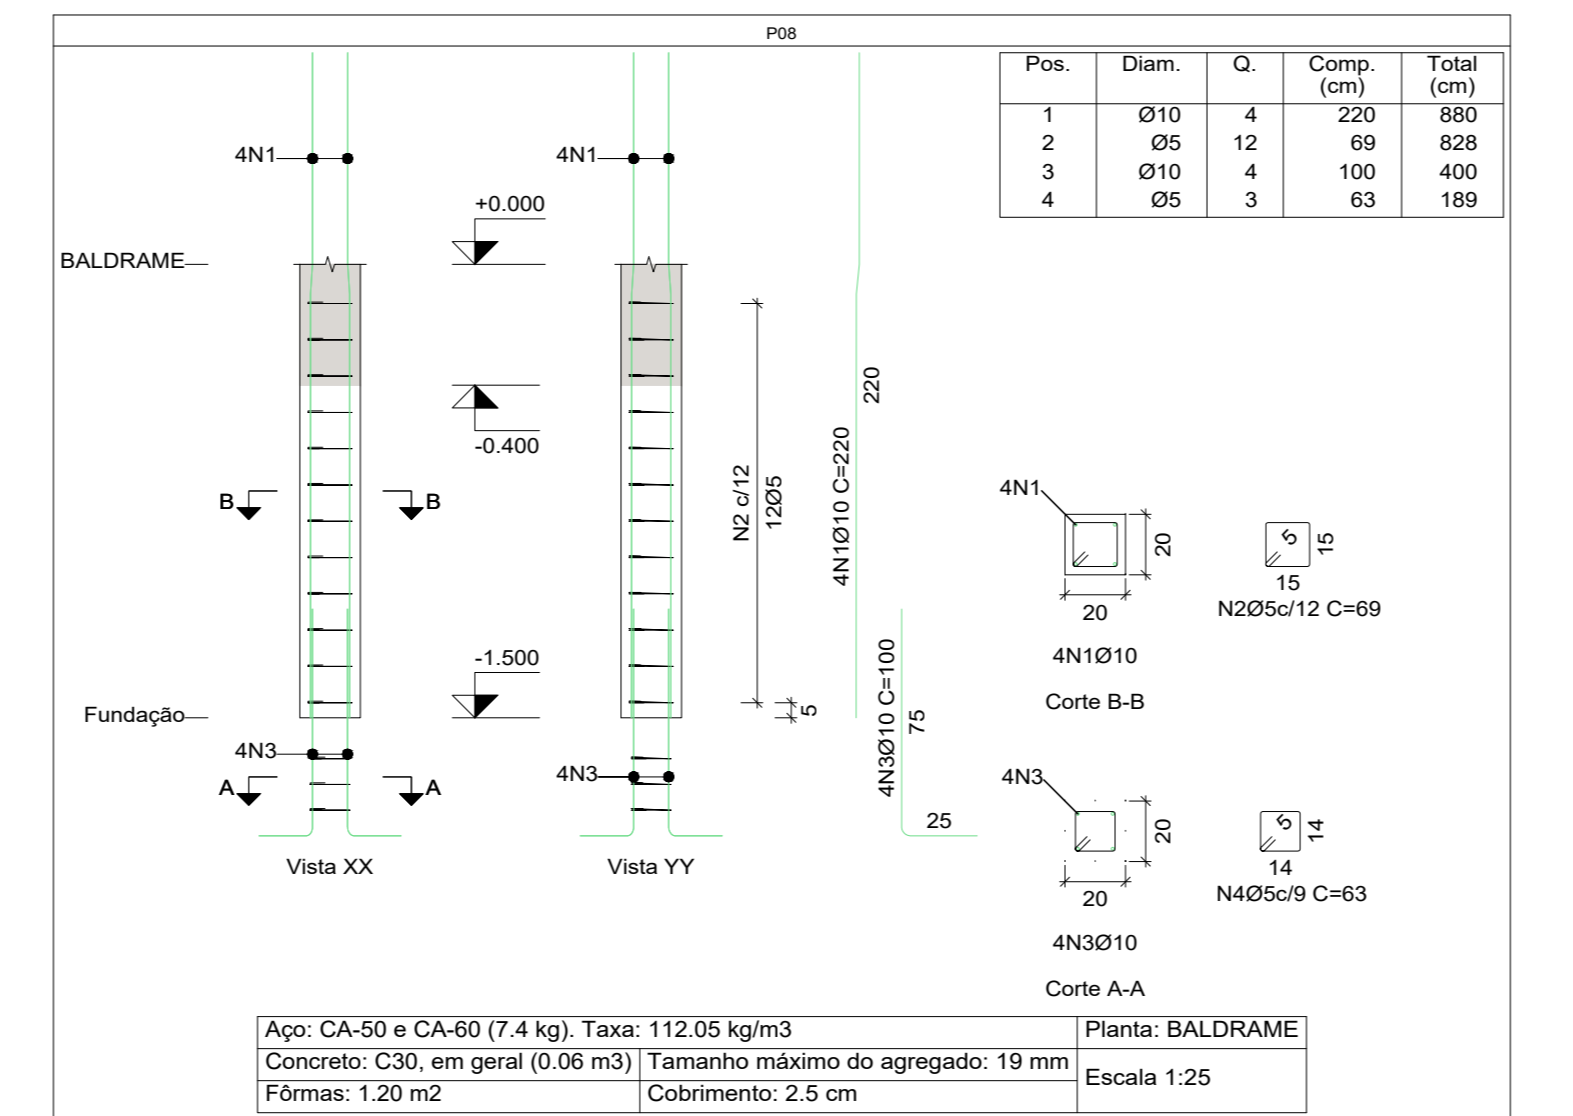 P08
Pos. Diam. Q. Comp. (cm) Total (cm)
1 Ø10 4 220 880
2 Ø5 12 69 828
3 Ø10 4 100 400
4 Ø5 3 63 189
4N1
4N1
+0.000
BALDRAME
-0.400
220
4N1Ø10 C=220
N2 c/12
12Ø5
B
B
-1.500
Fundação
5
4N3Ø10 C=100
75
25
4N3
4N3
A
A
Vista XX
Vista YY
4N1
20
20
4N1Ø10
Corte B-B
5
15
15
N2Ø5c/12 C=69
4N3
20
20
4N3Ø10
Corte A-A
5
14
14
N4Ø5c/9 C=63
Aço: CA-50 e CA-60 (7.4 kg). Taxa: 112.05 kg/m3
Planta: BALDRAME
Concreto: C30, em geral (0.06 m3)
Tamanho máximo do agregado: 19 mm
Escala 1:25
Fôrmas: 1.20 m2
Cobrimento: 2.5 cm